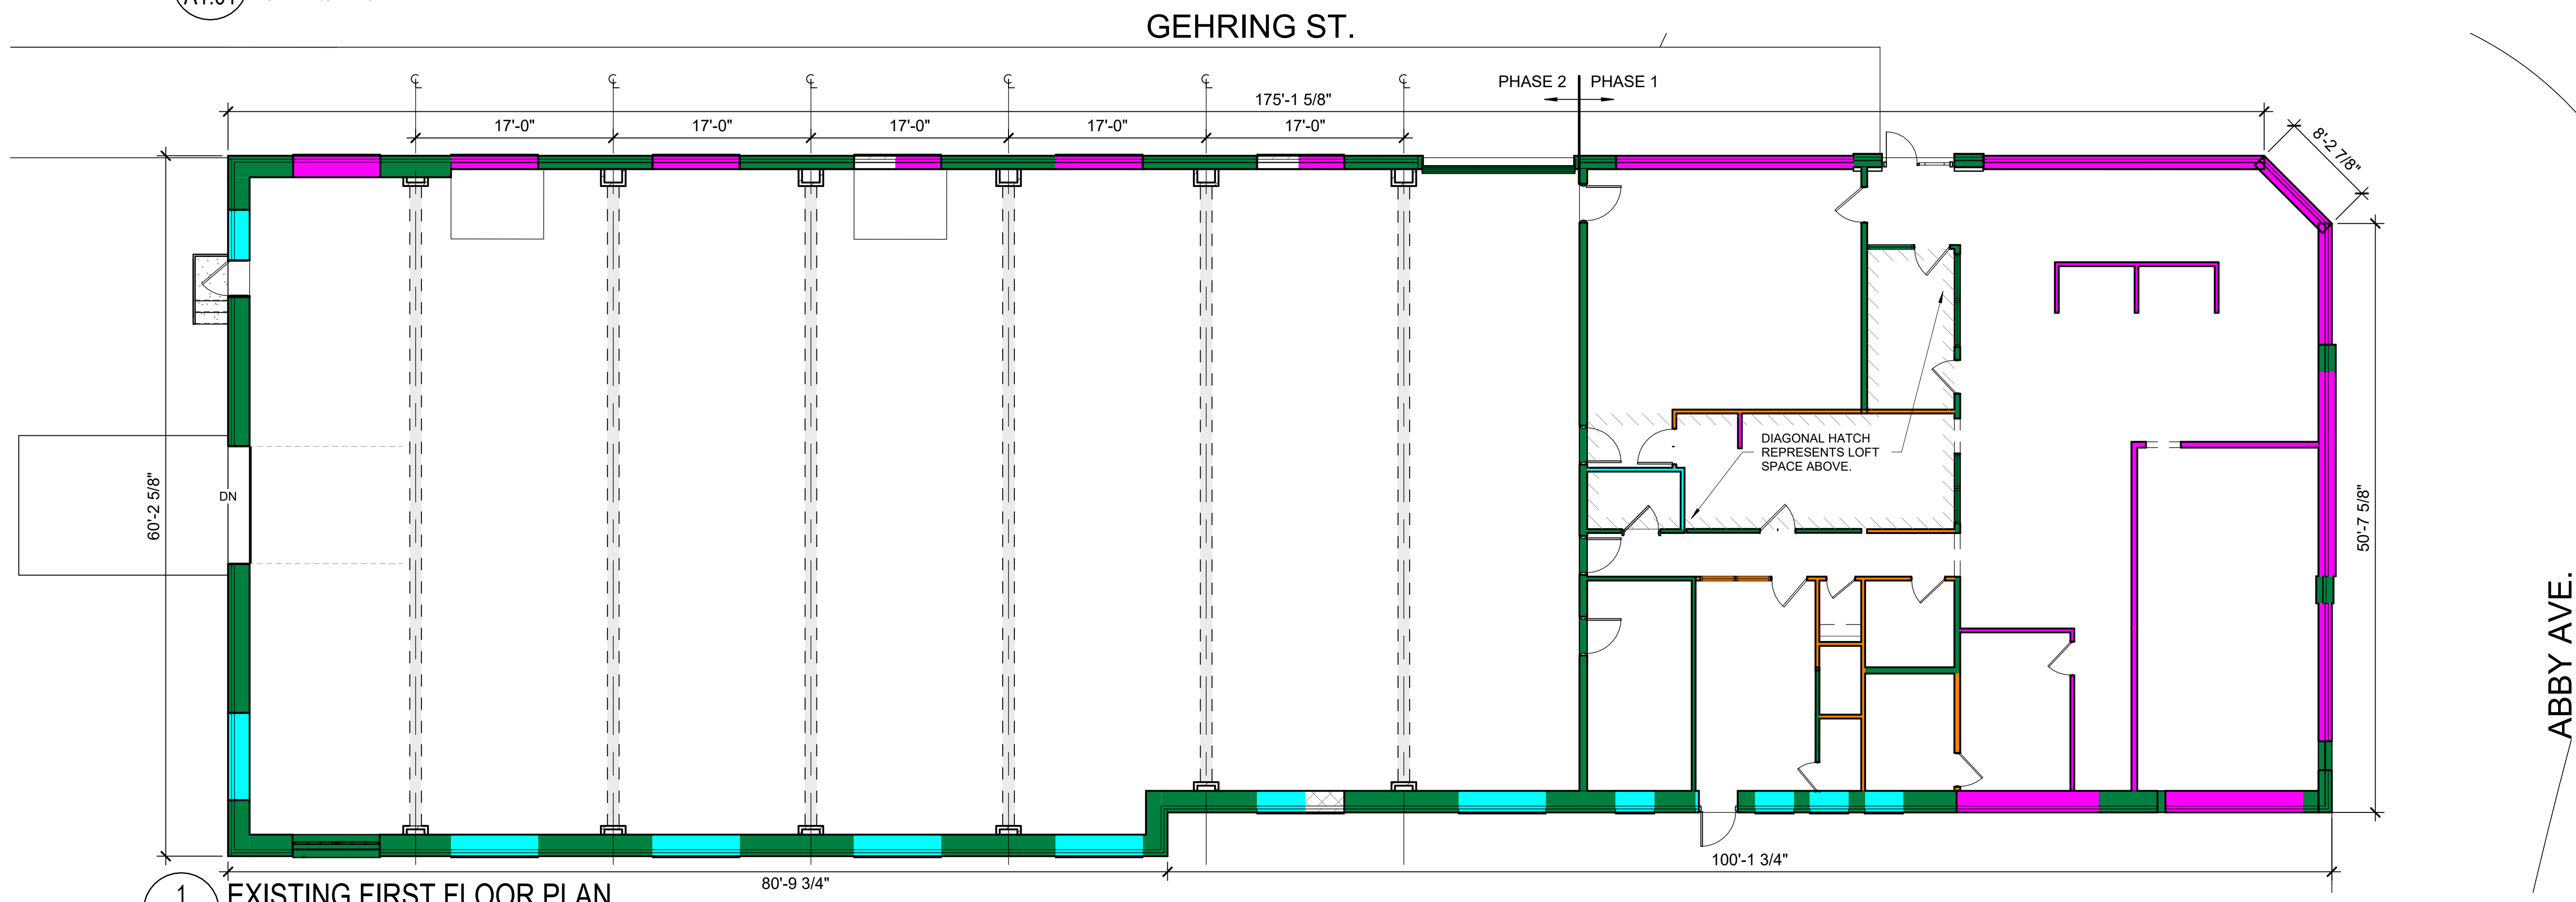 A1.01
GEHRING ST.
℄ ℄ ℄ ℄ ℄ ℄
PHASE 2 PHASE 1
175'-1 5/8"
17'-0" 17'-0" 17'-0" 17'-0" 17'-0"
8'-2 7/8"
DIAGONAL HATCH
REPRESENTS LOFT
SPACE ABOVE.
DN
60'-2 5/8"
50'-7 5/8"
ABBY AVE.
100'-1 3/4"
80'-9 3/4"
1 EXISTING FIRST FLOOR PLAN